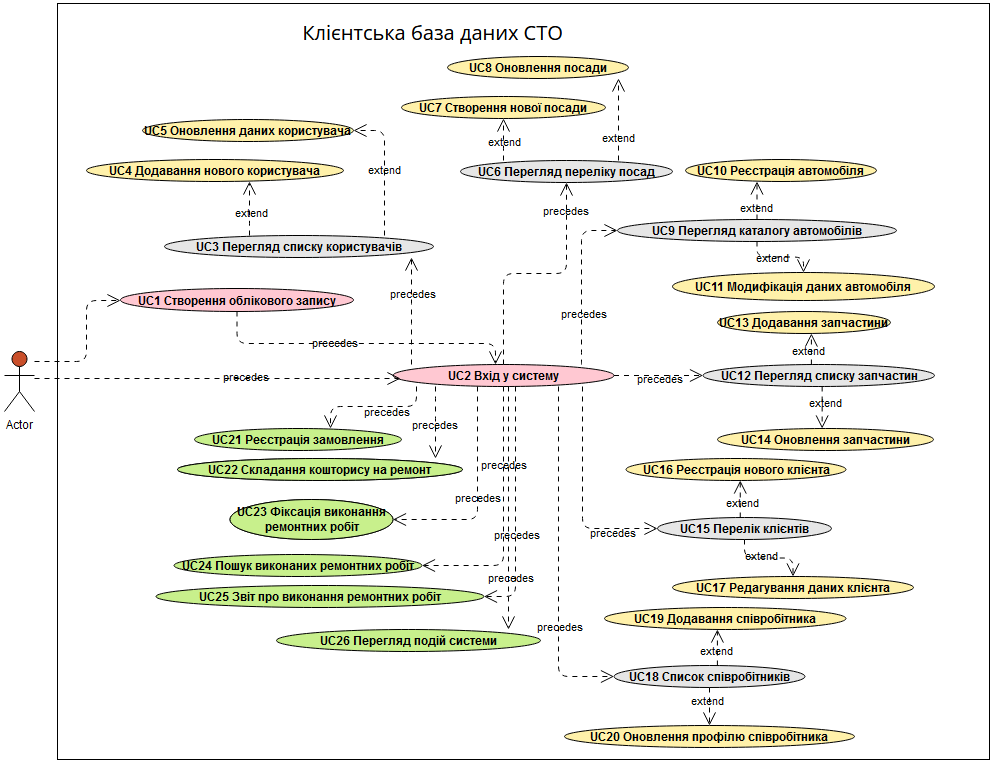 Клієнтська база даних СТО
UC8 Оновлення посади
UC7 Створення нової посади
extend
extend
UC6 Перегляд переліку посад
precedes
UC5 Оновлення даних користувача
UC4 Додавання нового користувача
extend
extend
UC3 Перегляд списку користувачів
precedes
UC10 Реєстрація автомобіля
extend
UC9 Перегляд каталогу автомобілів
extend
UC11 Модифікація даних автомобіля
precedes
UC1 Створення облікового запису
precedes
UC13 Додавання запчастини
extend
UC2 Вхід у систему
precedes
precedes
UC12 Перегляд списку запчастин
extend
UC14 Оновлення запчастини
Actor
precedes
precedes
UC21 Реєстрація замовлення
UC22 Складання кошторису на ремонт
precedes
precedes
UC23 Фіксація виконання
ремонтних робіт
precedes
UC24 Пошук виконаних ремонтних робіт
precedes
UC25 Звіт про виконання ремонтних робіт
UC26 Перегляд подій системи
UC16 Реєстрація нового клієнта
extend
precedes
UC15 Перелік клієнтів
extend
UC17 Редагування даних клієнта
UC19 Додавання співробітника
precedes
extend
UC18 Список співробітників
extend
UC20 Оновлення профілю співробітника